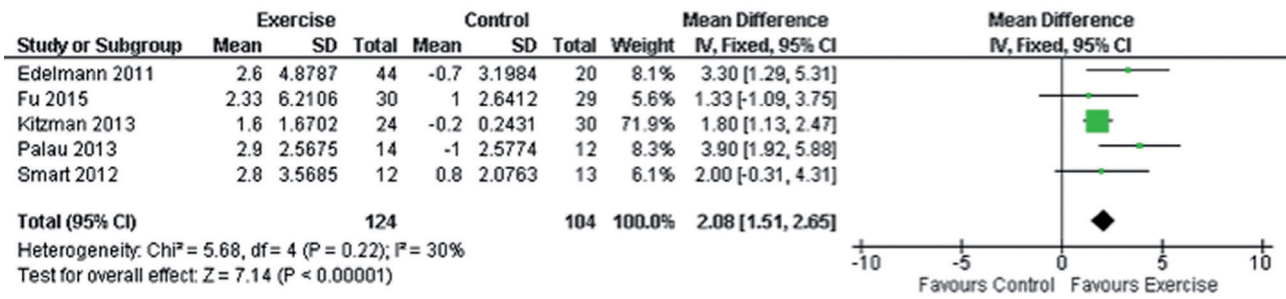 Exercise Control Mean Difference Mean Difference
Study or Subgroup Mean SD Total Mean SD Total Weight IV, Fixed, 95% CI IV, Fixed, 95% CI
Edelmann 2011 2.6 4.8787 44 -0.7 3.1984 20 8.1% 3.30 [1.29, 5.31]
Fu 2015 2.33 6.2106 30 1 2.6412 29 5.6% 1.33 [-1.09, 3.75]
Kitzman 2013 1.6 1.6702 24 -0.2 0.2431 30 71.9% 1.80 [1.13, 2.47]
Palau 2013 2.9 2.5675 14 -1 2.5774 12 8.3% 3.90 [1.92, 5.88]
Smart 2012 2.8 3.5685 12 0.8 2.0763 13 6.1% 2.00 [-0.31, 4.31]
Total (95% CI) 124 104 100.0% 2.08 [1.51, 2.65]
Heterogeneity: Chi² = 5.68, df = 4 (P = 0.22); I² = 30%
Test for overall effect: Z = 7.14 (P < 0.00001)
-10 -5 0 5 10
Favours Control Favours Exercise